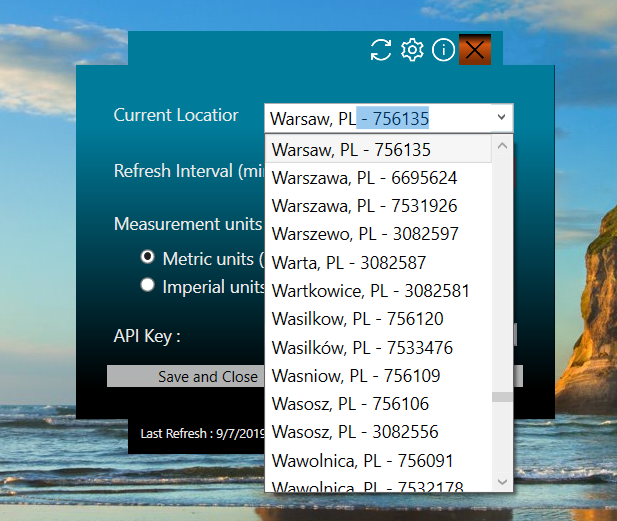 Current Locatior
Warsaw, PL - 756135
Warsaw, PL - 756135
Refresh Interval (mi
Warszawa, PL - 6695624
Warszawa, PL - 7531926
Measurement units
Warszewo, PL - 3082597
Metric units (
Warta, PL - 3082587
Imperial units
Wartkowice, PL - 3082581
Wasilkow, PL - 756120
API Key :
Wasilków, PL - 7533476
Save and Close
Wasniow, PL - 756109
Wasosz, PL - 756106
Last Refresh : 9/7/2019
Wasosz, PL - 3082556
Wawolnica, PL - 756091
Wawolnica, PL - 7532178